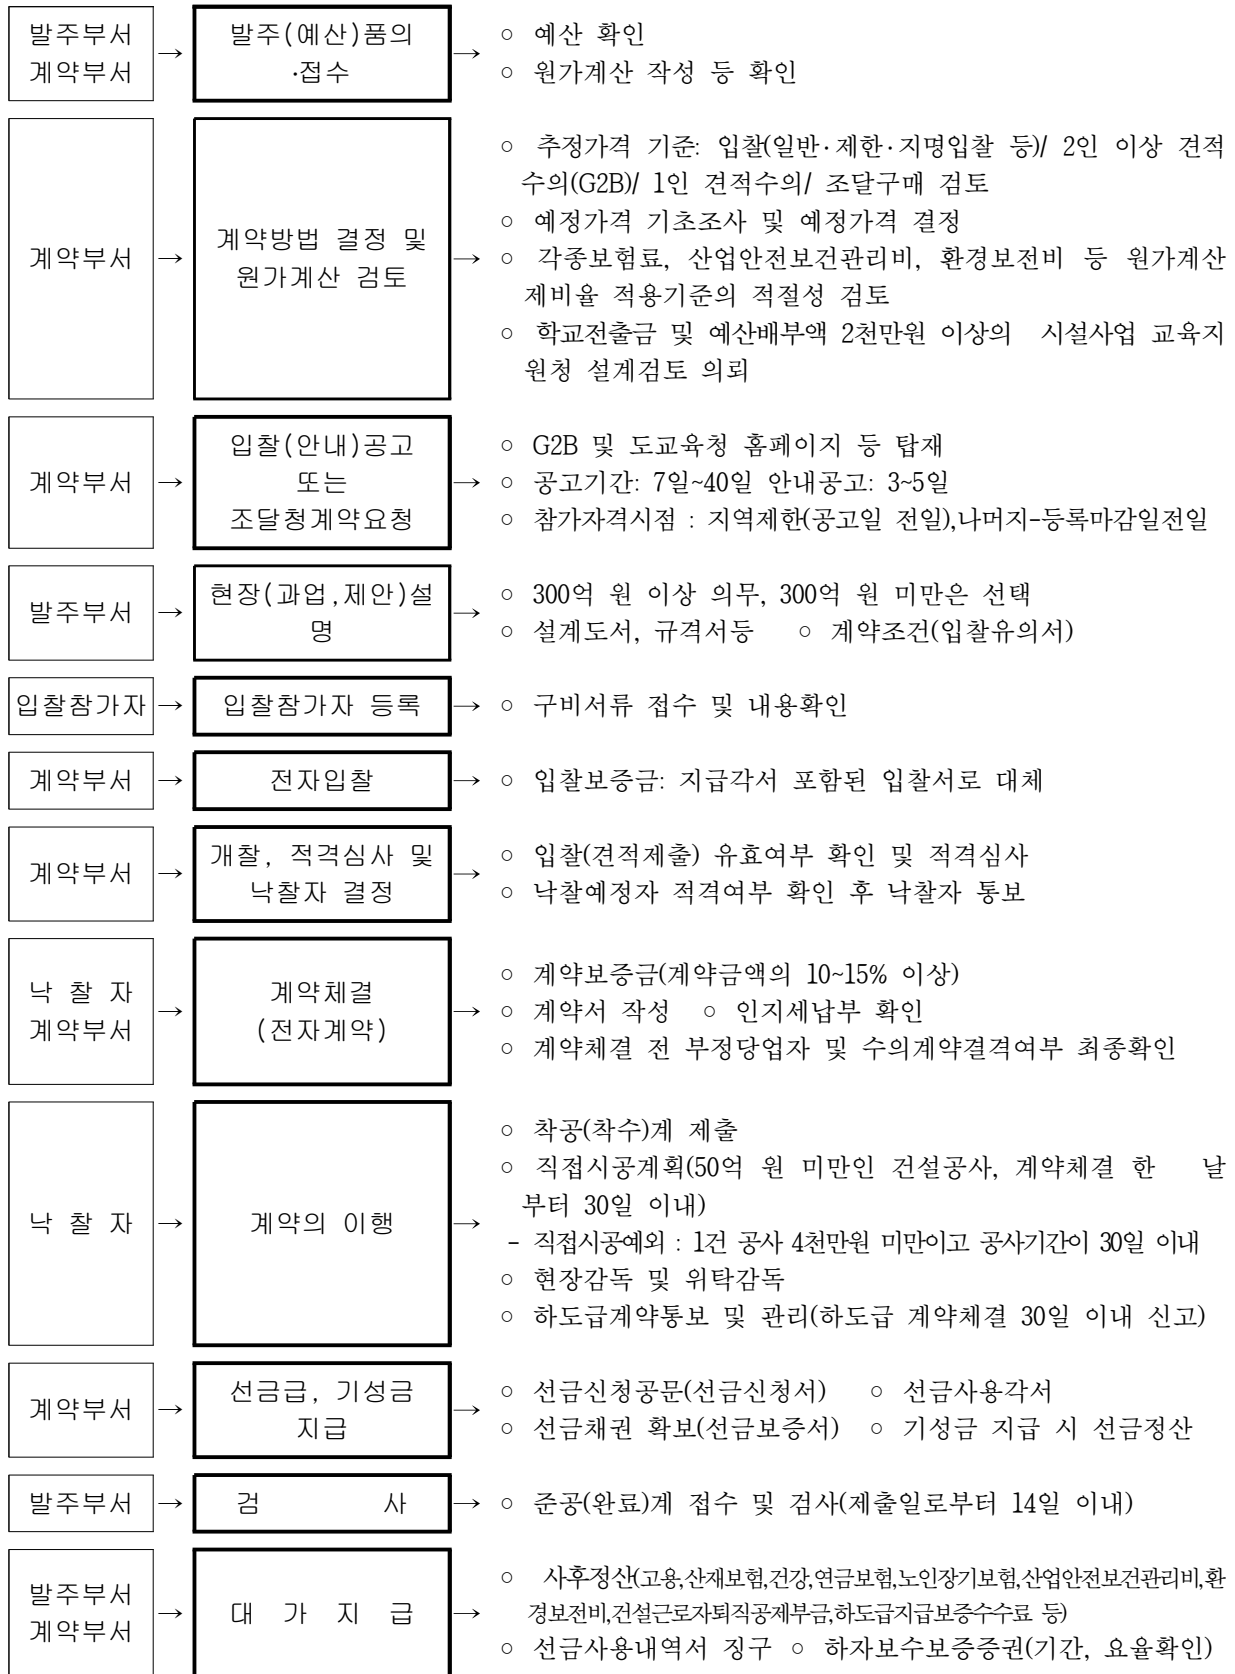 발주부서
계약부서
→
발주(예산)품의
·접수
→
○ 예산 확인
○ 원가계산 작성 등 확인
계약부서
→
계약방법 결정 및
원가계산 검토
→
○ 추정가격 기준: 입찰(일반·제한·지명입찰 등)/ 2인 이상 견적
수의(G2B)/ 1인 견적수의/ 조달구매 검토
○ 예정가격 기초조사 및 예정가격 결정
○ 각종보험료, 산업안전보건관리비, 환경보전비 등 원가계산
제비율 적용기준의 적절성 검토
○ 학교전출금 및 예산배부액 2천만원 이상의 시설사업 교육지
원청 설계검토 의뢰
계약부서
→
입찰(안내)공고
또는
조달청계약요청
→
○ G2B 및 도교육청 홈페이지 등 탑재
○ 공고기간: 7일~40일 안내공고: 3~5일
○ 참가자격시점 : 지역제한(공고일 전일),나머지-등록마감일전일
발주부서
→
현장(과업,제안)설
명
→
○ 300억 원 이상 의무, 300억 원 미만은 선택
○ 설계도서, 규격서등 ○ 계약조건(입찰유의서)
입찰참가자
→
입찰참가자 등록
→
○ 구비서류 접수 및 내용확인
계약부서
→
전자입찰
→
○ 입찰보증금: 지급각서 포함된 입찰서로 대체
계약부서
→
개찰, 적격심사 및
낙찰자 결정
→
○ 입찰(견적제출) 유효여부 확인 및 적격심사
○ 낙찰예정자 적격여부 확인 후 낙찰자 통보
낙 찰 자
계약부서
→
계약체결
(전자계약)
→
○ 계약보증금(계약금액의 10~15% 이상)
○ 계약서 작성 ○ 인지세납부 확인
○ 계약체결 전 부정당업자 및 수의계약결격여부 최종확인
낙 찰 자
→
계약의 이행
→
○ 착공(착수)계 제출
○ 직접시공계획(50억 원 미만인 건설공사, 계약체결 한 날
부터 30일 이내)
- 직접시공예외 : 1건 공사 4천만원 미만이고 공사기간이 30일 이내
○ 현장감독 및 위탁감독
○ 하도급계약통보 및 관리(하도급 계약체결 30일 이내 신고)
계약부서
→
선금급, 기성금
지급
→
○ 선금신청공문(선금신청서) ○ 선금사용각서
○ 선금채권 확보(선금보증서) ○ 기성금 지급 시 선금정산
발주부서
→
검 사
→
○ 준공(완료)계 접수 및 검사(제출일로부터 14일 이내)
발주부서
계약부서
→
대 가 지 급
→
○ 사후정산(고용,산재보험,건강,연금보험,노인장기보험,산업안전보건관리비,환
경보전비,건설근로자퇴직공제부금,하도급지급보증수수료 등)
○ 선금사용내역서 징구 ○ 하자보수보증증권(기간, 요율확인)